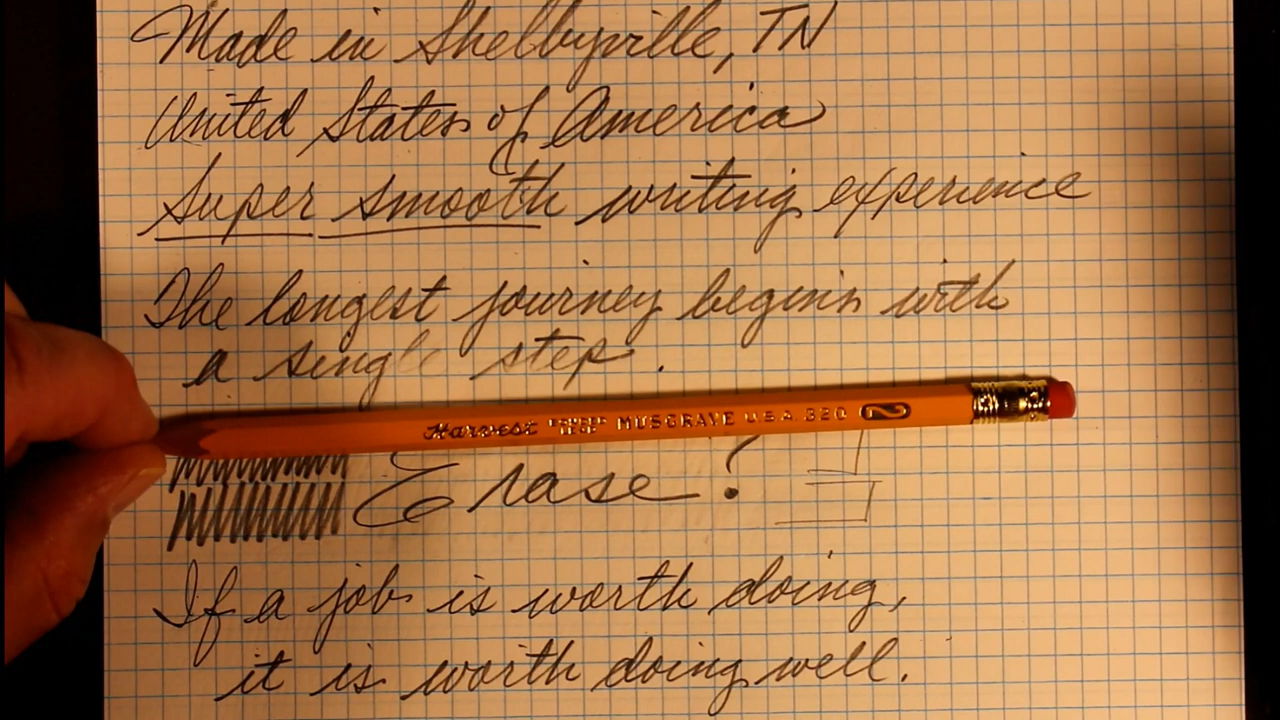 Made in Shelbyville, TN
United States of America
Super smooth writing experience
The longest journey begins with
a single step.
Harvest MUSGRAVE U.S.A. 320 2
Erase?
If a job is worth doing,
it is worth doing well.